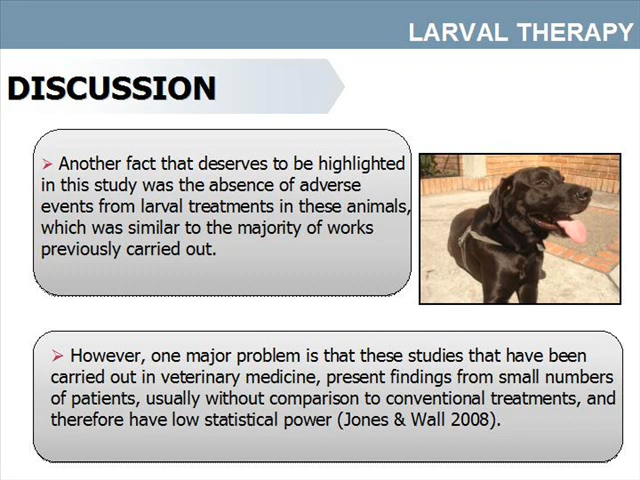 LARVAL THERAPY
DISCUSSION
Another fact that deserves to be highlighted
in this study was the absence of adverse
events from larval treatments in these animals,
which was similar to the majority of works
previously carried out.
However, one major problem is that these studies that have been
carried out in veterinary medicine, present findings from small numbers
of patients, usually without comparison to conventional treatments, and
therefore have low statistical power (Jones & Wall 2008).